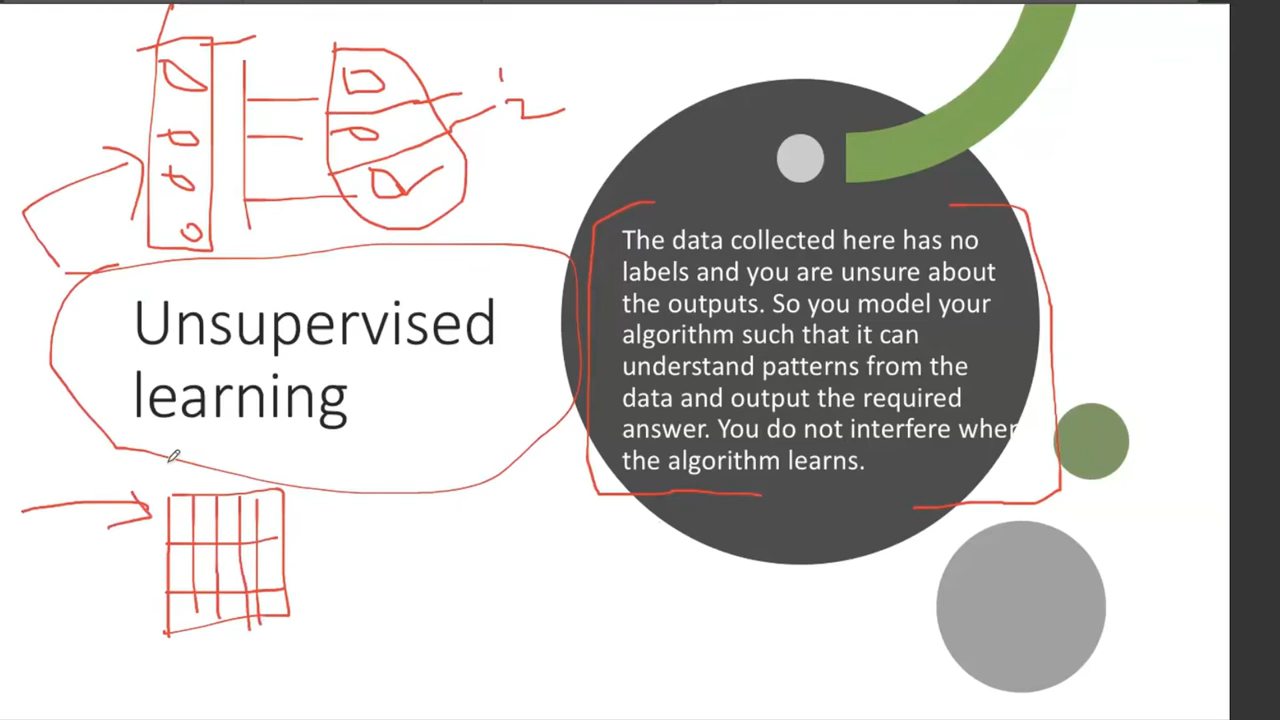 Unsupervised
learning
The data collected here has no
labels and you are unsure about
the outputs. So you model your
algorithm such that it can
understand patterns from the
data and output the required
answer. You do not interfere when
the algorithm learns.